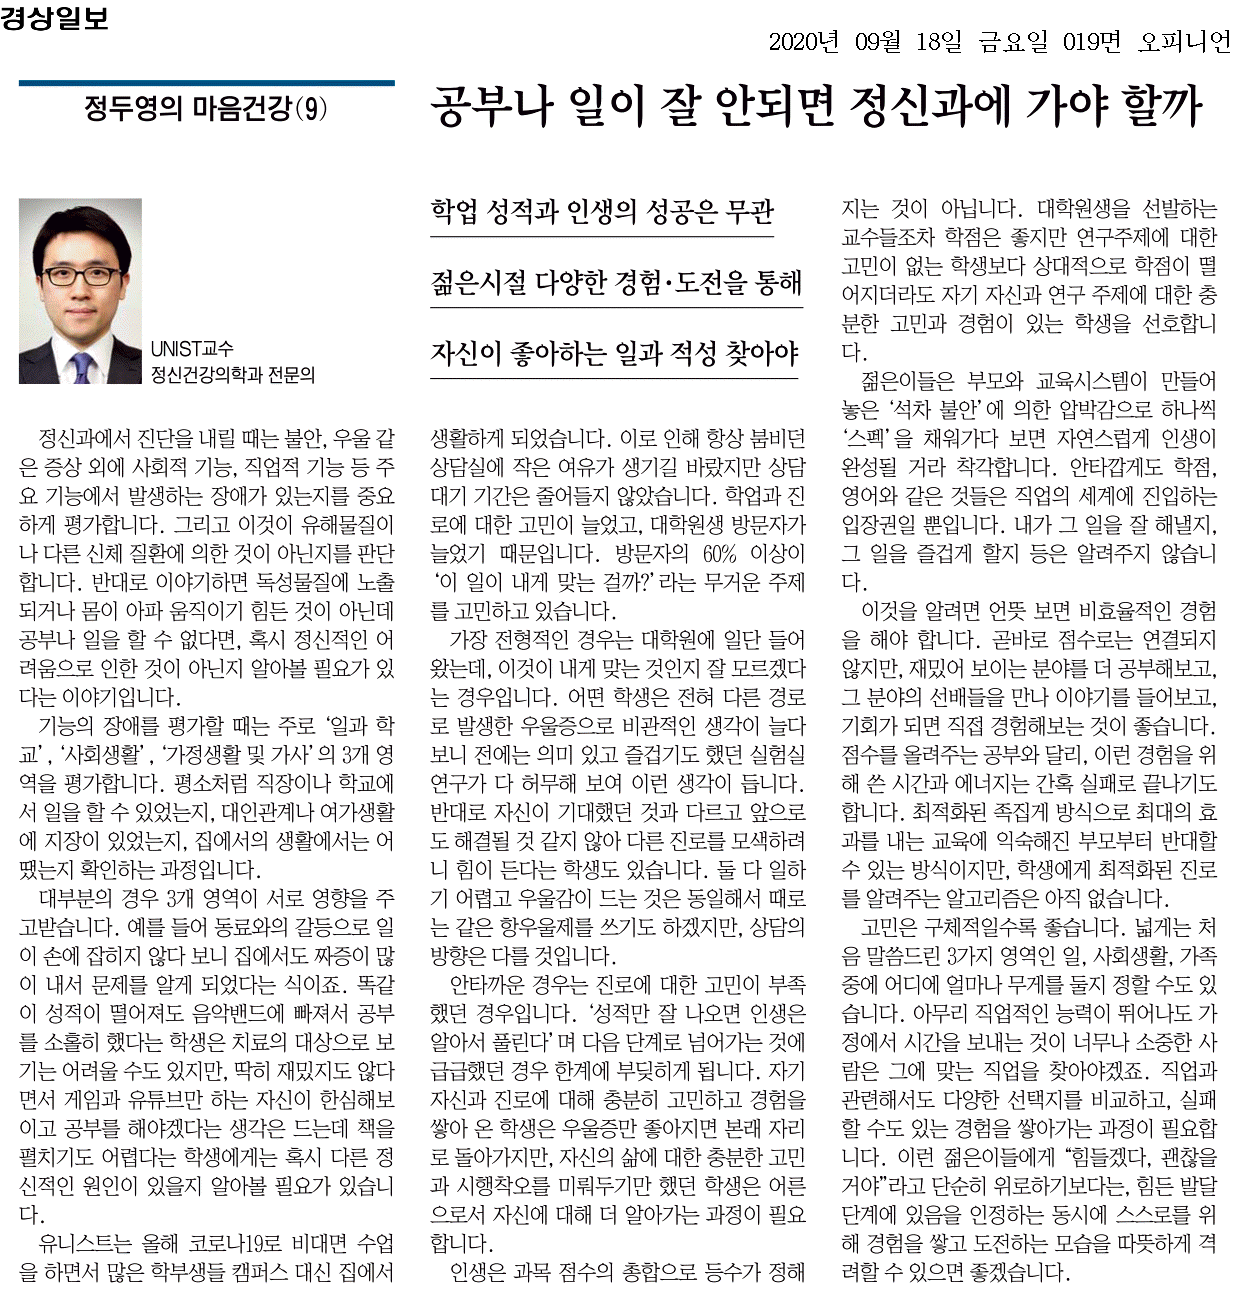 경상일보
2020년 09월 18일 금요일 019면 오피니언
정두영의 마음건강(9)
공부나 일이 잘 안되면 정신과에 가야 할까
UNIST교수
정신건강의학과 전문의
학업 성적과 인생의 성공은 무관
젊은시절 다양한 경험·도전을 통해
자신이 좋아하는 일과 적성 찾아야
정신과에서 진단을 내릴 때는 불안, 우울 같
은 증상 외에 사회적 기능, 직업적 기능 등 주
요 기능에서 발생하는 장애가 있는지를 중요
하게 평가합니다. 그리고 이것이 유해물질이
나 다른 신체 질환에 의한 것이 아닌지를 판단
합니다. 반대로 이야기하면 독성물질에 노출
되거나 몸이 아파 움직이기 힘든 것이 아닌데
공부나 일을 할 수 없다면, 혹시 정신적인 어
려움으로 인한 것이 아닌지 알아볼 필요가 있
다는 이야기입니다.
기능의 장애를 평가할 때는 주로 ‘일과 학
교’, ‘사회생활’, ‘가정생활 및 가사’의 3개 영
역을 평가합니다. 평소처럼 직장이나 학교에
서 일을 할 수 있었는지, 대인관계나 여가생활
에 지장이 있었는지, 집에서의 생활에서는 어
땠는지 확인하는 과정입니다.
대부분의 경우 3개 영역이 서로 영향을 주
고받습니다. 예를 들어 동료와의 갈등으로 일
이 손에 잡히지 않다 보니 집에서도 짜증이 많
이 내서 문제를 알게 되었다는 식이죠. 똑같
이 성적이 떨어져도 음악밴드에 빠져서 공부
를 소홀히 했다는 학생은 치료의 대상으로 보
기는 어려울 수도 있지만, 딱히 재밌지도 않다
면서 게임과 유튜브만 하는 자신이 한심해보
이고 공부를 해야겠다는 생각은 드는데 책을
펼치기도 어렵다는 학생에게는 혹시 다른 정
신적인 원인이 있을지 알아볼 필요가 있습니
다.
유니스트는 올해 코로나19로 비대면 수업
을 하면서 많은 학부생들 캠퍼스 대신 집에서
생활하게 되었습니다. 이로 인해 항상 붐비던
상담실에 작은 여유가 생기길 바랐지만 상담
대기 기간은 줄어들지 않았습니다. 학업과 진
로에 대한 고민이 늘었고, 대학원생 방문자가
늘었기 때문입니다. 방문자의 60% 이상이
‘이 일이 내게 맞는 걸까?’라는 무거운 주제
를 고민하고 있습니다.
가장 전형적인 경우는 대학원에 일단 들어
왔는데, 이것이 내게 맞는 것인지 잘 모르겠다
는 경우입니다. 어떤 학생은 전혀 다른 경로
로 발생한 우울증으로 비관적인 생각이 늘다
보니 전에는 의미 있고 즐겁기도 했던 실험실
연구가 다 허무해 보여 이런 생각이 듭니다.
반대로 자신이 기대했던 것과 다르고 앞으로
도 해결될 것 같지 않아 다른 진로를 모색하려
니 힘이 든다는 학생도 있습니다. 둘 다 일하
기 어렵고 우울감이 드는 것은 동일해서 때로
는 같은 항우울제를 쓰기도 하겠지만, 상담의
방향은 다를 것입니다.
안타까운 경우는 진로에 대한 고민이 부족
했던 경우입니다. ‘성적만 잘 나오면 인생은
알아서 풀린다’며 다음 단계로 넘어가는 것에
급급했던 경우 한계에 부딪히게 됩니다. 자기
자신과 진로에 대해 충분히 고민하고 경험을
쌓아 온 학생은 우울증만 좋아지면 본래 자리
로 돌아가지만, 자신의 삶에 대한 충분한 고민
과 시행착오를 미뤄두기만 했던 학생은 어른
으로서 자신에 대해 더 알아가는 과정이 필요
합니다.
인생은 과목 점수의 총합으로 등수가 정해
지는 것이 아닙니다. 대학원생을 선발하는
교수들조차 학점은 좋지만 연구주제에 대한
고민이 없는 학생보다 상대적으로 학점이 떨
어지더라도 자기 자신과 연구 주제에 대한 충
분한 고민과 경험이 있는 학생을 선호합니
다.
젊은이들은 부모와 교육시스템이 만들어
놓은 ‘석차 불안’에 의한 압박감으로 하나씩
‘스펙’을 채워가다 보면 자연스럽게 인생이
완성될 거라 착각합니다. 안타깝게도 학점,
영어와 같은 것들은 직업의 세계에 진입하는
입장권일 뿐입니다. 내가 그 일을 잘 해낼지,
그 일을 즐겁게 할지 등은 알려주지 않습니
다.
이것을 알려면 언뜻 보면 비효율적인 경험
을 해야 합니다. 곧바로 점수로는 연결되지
않지만, 재밌어 보이는 분야를 더 공부해보고,
그 분야의 선배들을 만나 이야기를 들어보고,
기회가 되면 직접 경험해보는 것이 좋습니다.
점수를 올려주는 공부와 달리, 이런 경험을 위
해 쓴 시간과 에너지는 간혹 실패로 끝나기도
합니다. 최적화된 족집게 방식으로 최대의 효
과를 내는 교육에 익숙해진 부모부터 반대할
수 있는 방식이지만, 학생에게 최적화된 진로
를 알려주는 알고리즘은 아직 없습니다.
고민은 구체적일수록 좋습니다. 넓게는 처
음 말씀드린 3가지 영역인 일, 사회생활, 가족
중에 어디에 얼마나 무게를 둘지 정할 수도 있
습니다. 아무리 직업적인 능력이 뛰어나도 가
정에서 시간을 보내는 것이 너무나 소중한 사
람은 그에 맞는 직업을 찾아야겠죠. 직업과
관련해서도 다양한 선택지를 비교하고, 실패
할 수도 있는 경험을 쌓아가는 과정이 필요합
니다. 이런 젊은이들에게 “힘들겠다, 괜찮을
거야”라고 단순히 위로하기보다는, 힘든 발달
단계에 있음을 인정하는 동시에 스스로를 위
해 경험을 쌓고 도전하는 모습을 따뜻하게 격
려할 수 있으면 좋겠습니다.